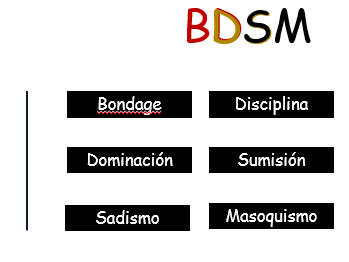 BDSM
Bondage Disciplina
Dominación Sumisión
Sadismo Masoquismo